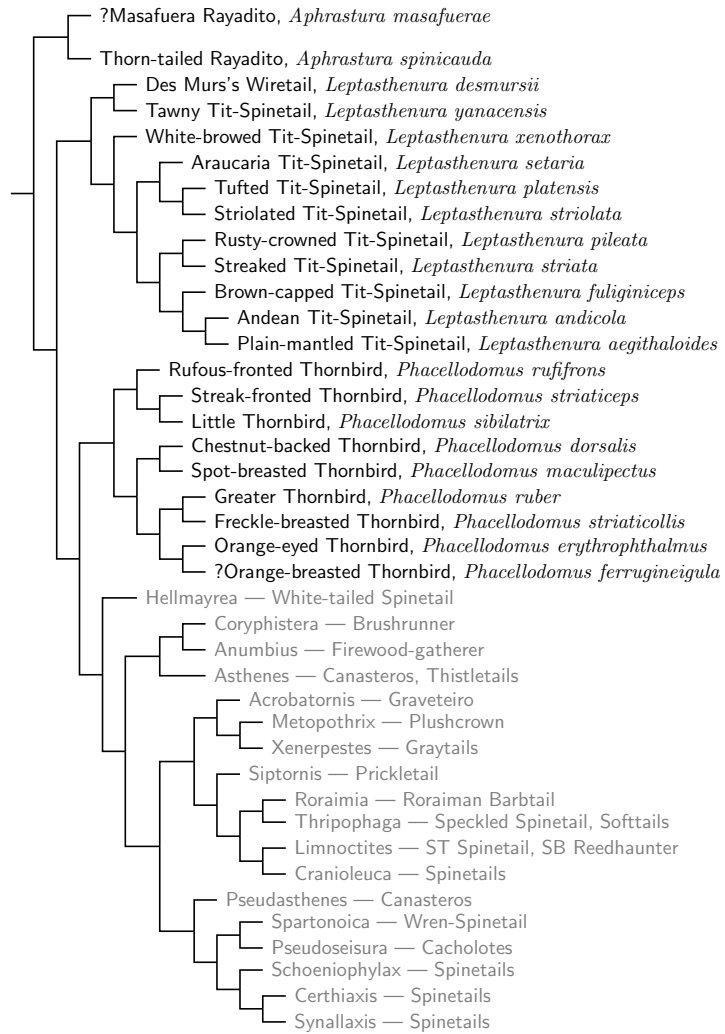 ?Masafuera Rayadito, Aphrastura masafuerae
Thorn-tailed Rayadito, Aphrastura spinicauda
Des Murs's Wiretail, Leptasthenura desmursii
Tawny Tit-Spinetail, Leptasthenura yanacensis
White-browed Tit-Spinetail, Leptasthenura xenothorax
Araucaria Tit-Spinetail, Leptasthenura setaria
Tufted Tit-Spinetail, Leptasthenura platensis
Striolated Tit-Spinetail, Leptasthenura striolata
Rusty-crowned Tit-Spinetail, Leptasthenura pileata
Streaked Tit-Spinetail, Leptasthenura striata
Brown-capped Tit-Spinetail, Leptasthenura fuliginiceps
Andean Tit-Spinetail, Leptasthenura andicola
Plain-mantled Tit-Spinetail, Leptasthenura aegithaloides
Rufous-fronted Thornbird, Phacellodomus rufifrons
Streak-fronted Thornbird, Phacellodomus striaticeps
Little Thornbird, Phacellodomus sibilatrix
Chestnut-backed Thornbird, Phacellodomus dorsalis
Spot-breasted Thornbird, Phacellodomus maculipectus
Greater Thornbird, Phacellodomus ruber
Freckle-breasted Thornbird, Phacellodomus striaticollis
Orange-eyed Thornbird, Phacellodomus erythrophthalmus
?Orange-breasted Thornbird, Phacellodomus ferrugineigula
Hellmayrea — White-tailed Spinetail
Coryphistera — Brushrunner
Anumbius — Firewood-gatherer
Asthenes — Canasteros, Thistletails
Acrobatornis — Graveteiro
Metopothrix — Plushcrown
Xenerpestes — Graytails
Siptornis — Prickletail
Roraimia — Roraiman Barbtail
Thripophaga — Speckled Spinetail, Softtails
Limnoctites — ST Spinetail, SB Reedhaunter
Cranioleuca — Spinetails
Pseudasthenes — Canasteros
Spartonoica — Wren-Spinetail
Pseudoseisura — Cacholotes
Schoeniophylax — Spinetails
Certhiaxis — Spinetails
Synallaxis — Spinetails